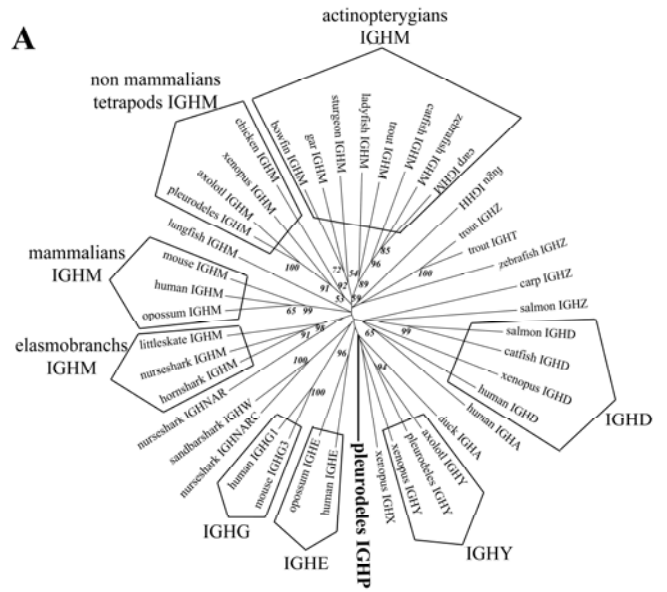 A
actinopterygians
IGHM
non mammalians
tetrapods IGHM
bowfin IGHM
gar IGHM
sturgeon IGHM
ladyfish IGHM
trout IGHM
catfish IGHM
zebrafish IGHM
carp IGHM
fugu IGHH
trout IGHZ
trout IGHT
zebrafish IGHZ
carp IGHZ
salmon IGHZ
salmon IGHD
catfish IGHD
xenopus IGHD
human IGHD
IGHD
human IGHA
duck IGHA
axolotl IGHY
pleurodeles IGHY
xenopus IGHY
IGHY
xenopus IGHX
pleurodeles IGHP
human IGHE
opossum IGHE
IGHE
mouse IGHG3
human IGHG1
IGHG
nurseshark IGHNARC
sandbarshark IGHW
nurseshark IGHNAR
hornshark IGHM
nurseshark IGHM
littleskate IGHM
elasmobranchs
IGHM
opossum IGHM
human IGHM
mouse IGHM
mammalians
IGHM
lungfish IGHM
pleurodeles IGHM
axolotl IGHM
xenopus IGHM
chicken IGHM
100
91
72
92
53
54
89
59
85
96
100
65
99
98
91
100
100
96
65
99
94